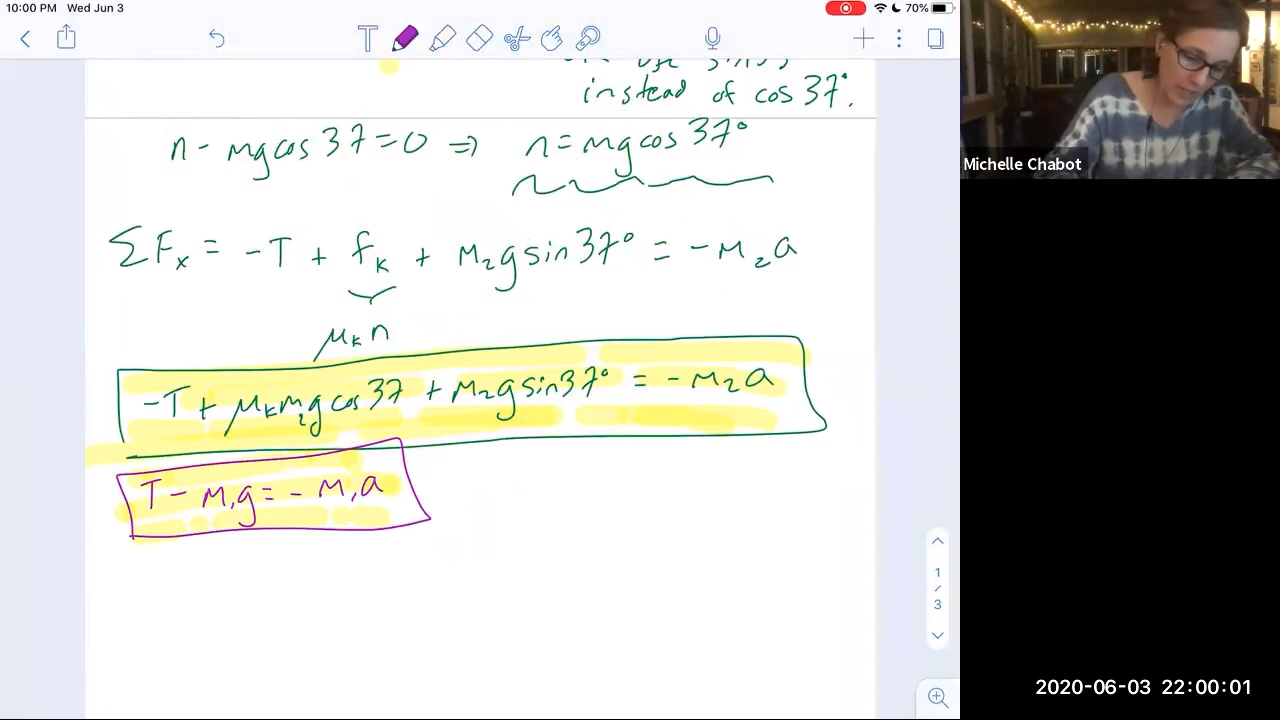 10:00 PM Wed Jun 3
70%
instead of cos 37°.
n - mg cos 37 = 0 ⇒ n = mg cos 37°
ΣFₓ = -T + fₖ + M₂g sin 37° = -M₂a
μₖ n
-T + μₖ m₂g cos 37 + M₂g sin 37° = -M₂a
T - M₁g = - M₁a
Michelle Chabot
1
/
3
2020-06-03 22:00:01